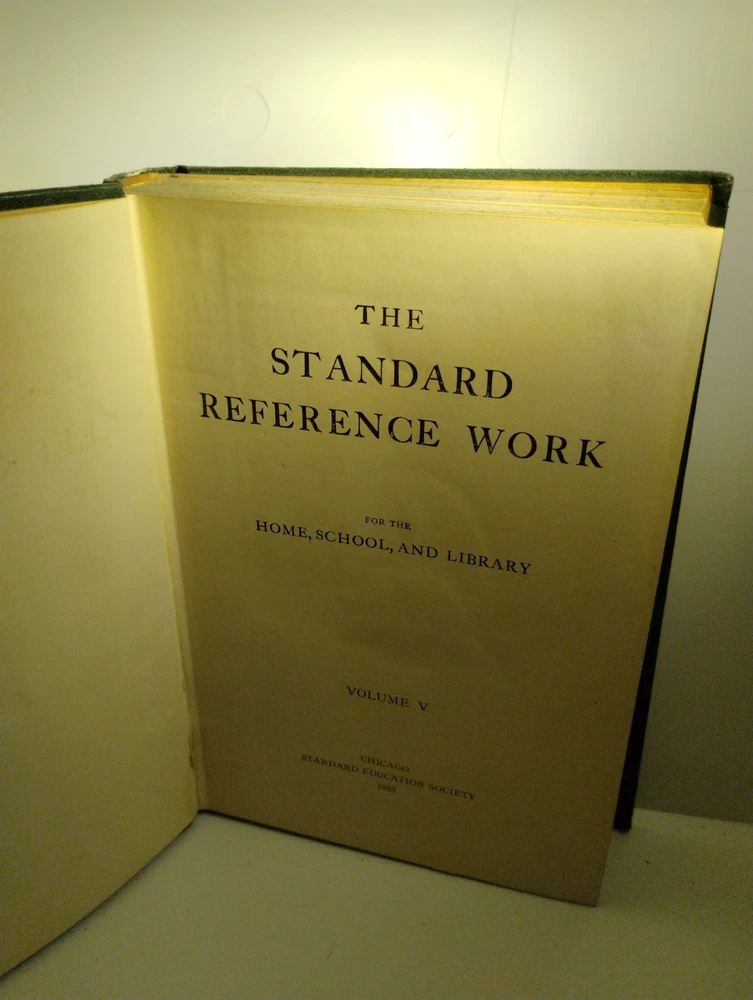 THE
STANDARD
REFERENCE WORK
FOR THE
HOME, SCHOOL, AND LIBRARY
VOLUME V
CHICAGO
STANDARD EDUCATION SOCIETY